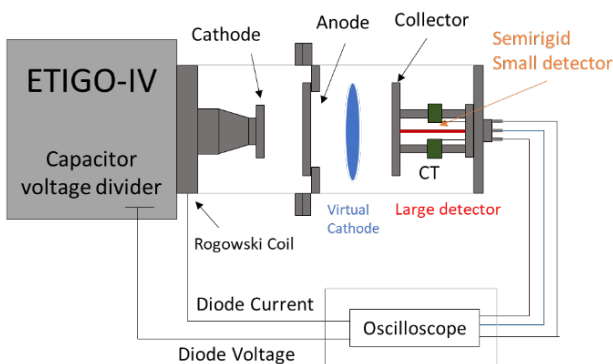 Cathode
Anode
Collector
Semirigid
Small detector
ETIGO-IV
Capacitor
voltage divider
CT
Virtual
Cathode
Large detector
Rogowski Coil
Diode Current
Oscilloscope
Diode Voltage